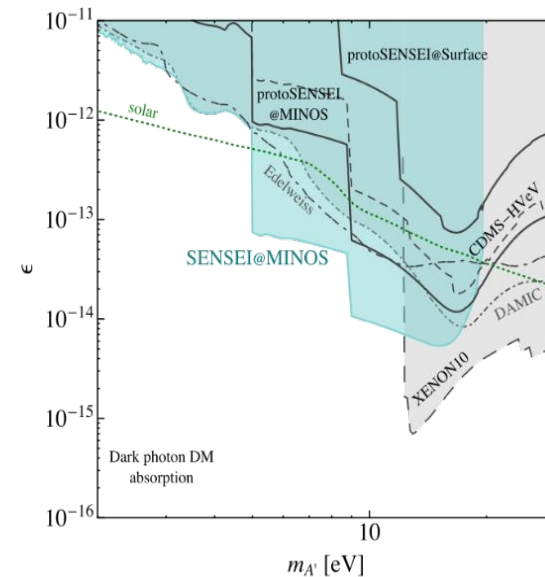 10⁻¹¹
protoSENSEI@Surface
10⁻¹²
protoSENSEI
@MINOS
solar
Edelweiss
10⁻¹³
CDMS-HVeV
ϵ
SENSEI@MINOS
DAMIC
10⁻¹⁴
XENON10
10⁻¹⁵
Dark photon DM
absorption
10⁻¹⁶
10
m_A' [eV]